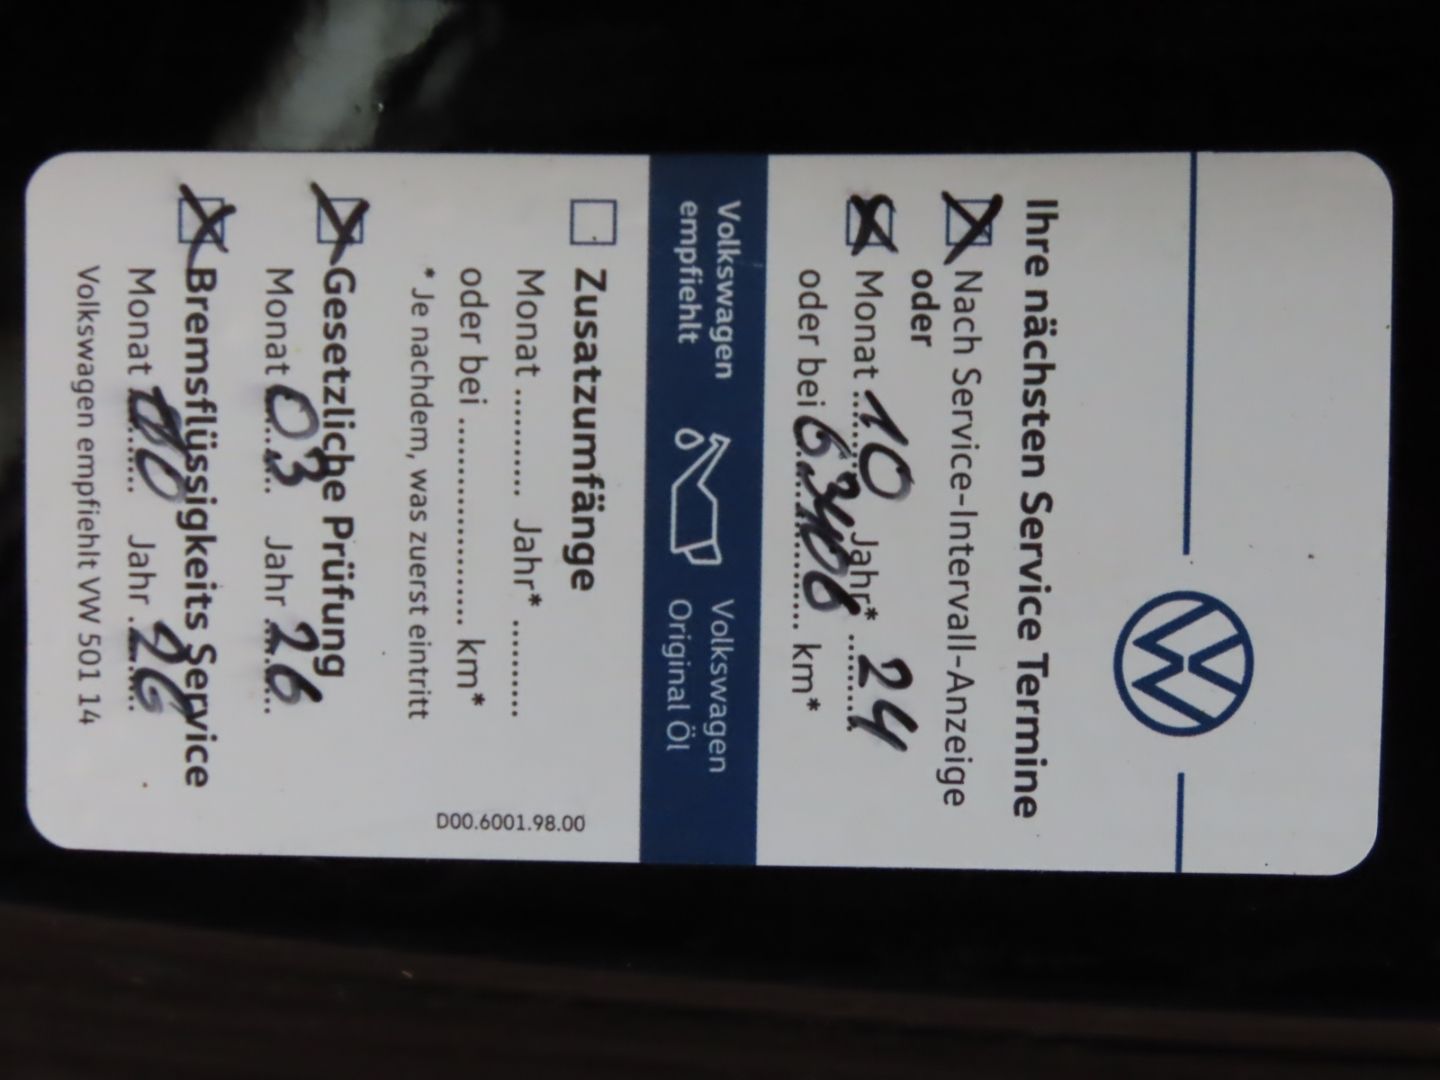 Ihre nächsten Service Termine
Nach Service-Intervall-Anzeige
oder
Monat 10 Jahr* 24
oder bei 63400 km*
Volkswagen empfiehlt
Volkswagen Original Öl
Zusatzumfänge
Monat .......... Jahr* ..........
oder bei ...................... km*
* Je nachdem, was zuerst eintritt
Gesetzliche Prüfung
Monat 03 Jahr 26
Bremsflüssigkeits Service
Monat 10 Jahr 26
Volkswagen empfiehlt VW 501 14
D00.6001.98.00